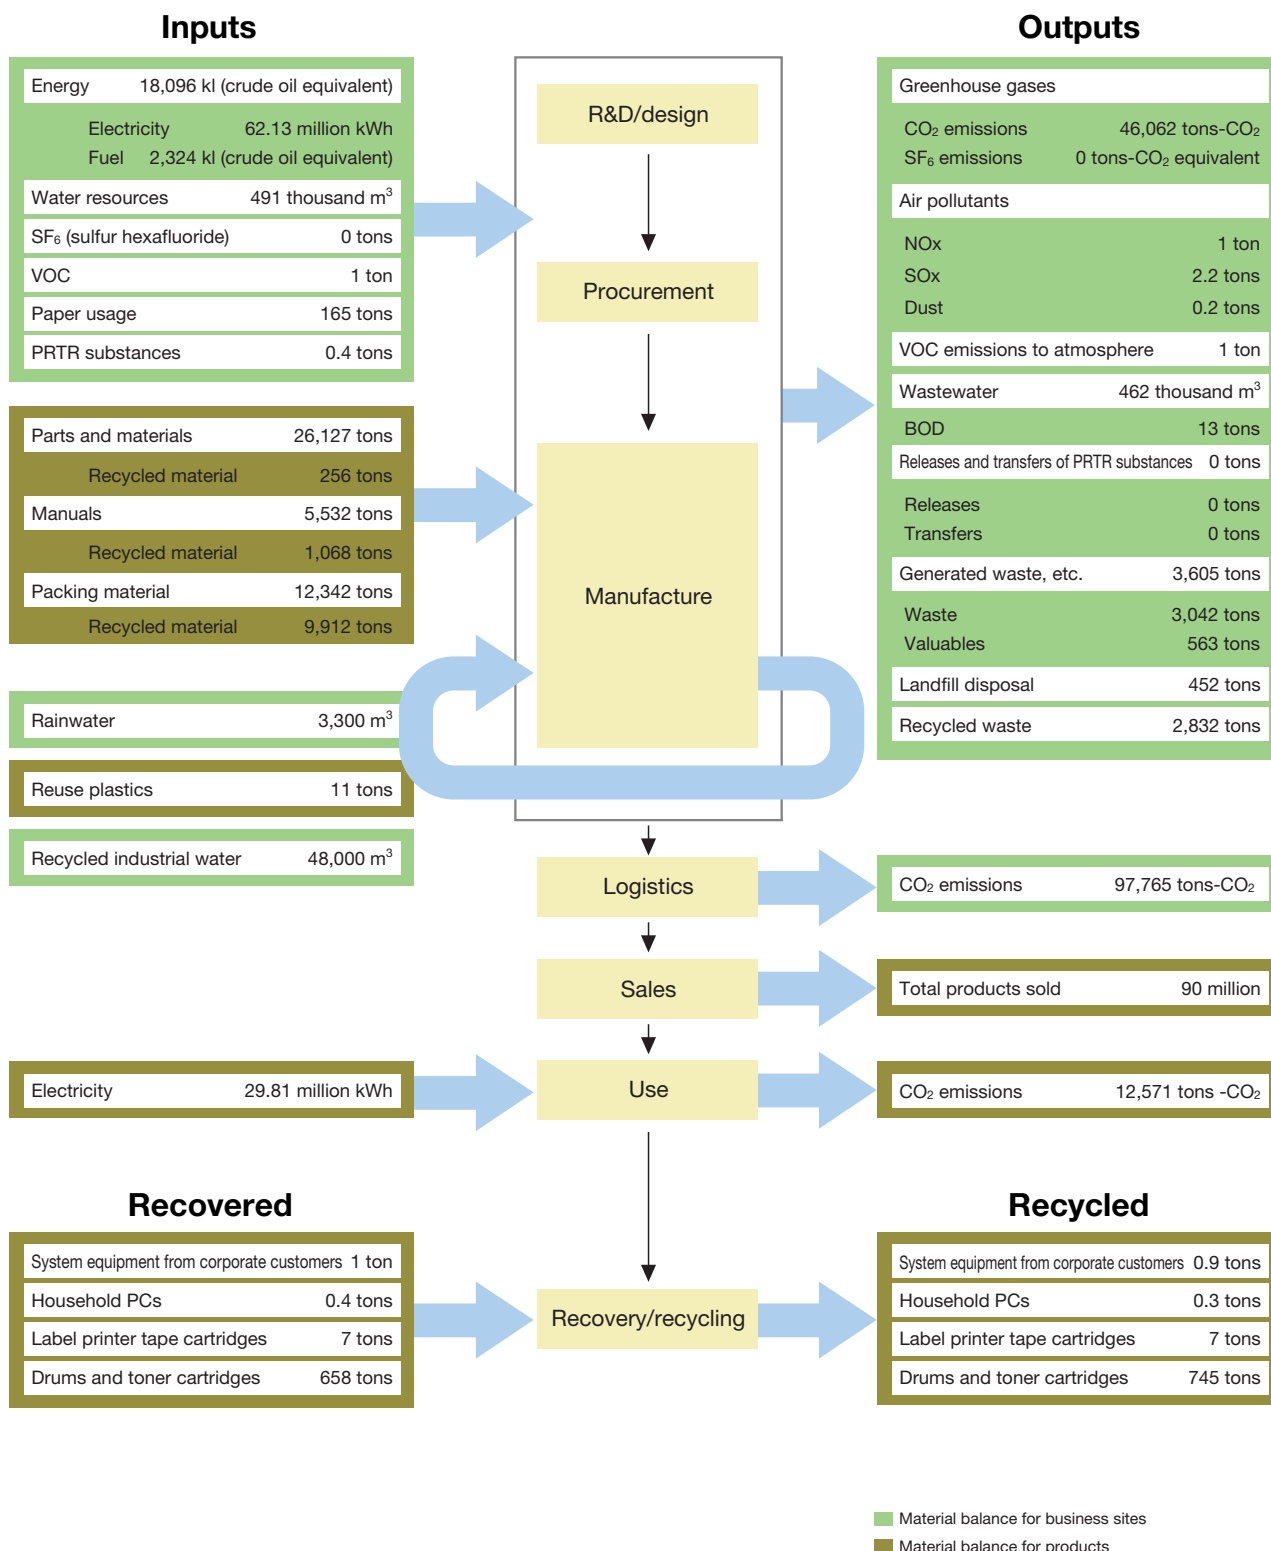 Inputs
Energy 18,096 kl (crude oil equivalent)
Electricity 62.13 million kWh
Fuel 2,324 kl (crude oil equivalent)
Water resources 491 thousand m³
SF₆ (sulfur hexafluoride) 0 tons
VOC 1 ton
Paper usage 165 tons
PRTR substances 0.4 tons
Parts and materials 26,127 tons
Recycled material 256 tons
Manuals 5,532 tons
Recycled material 1,068 tons
Packing material 12,342 tons
Recycled material 9,912 tons
Rainwater 3,300 m³
Reuse plastics 11 tons
Recycled industrial water 48,000 m³
Electricity 29.81 million kWh
R&D/design
Procurement
Manufacture
Logistics
Sales
Use
Recovery/recycling
Outputs
Greenhouse gases
CO₂ emissions 46,062 tons-CO₂
SF₆ emissions 0 tons-CO₂ equivalent
Air pollutants
NOx 1 ton
SOx 2.2 tons
Dust 0.2 tons
VOC emissions to atmosphere 1 ton
Wastewater 462 thousand m³
BOD 13 tons
Releases and transfers of PRTR substances 0 tons
Releases 0 tons
Transfers 0 tons
Generated waste, etc. 3,605 tons
Waste 3,042 tons
Valuables 563 tons
Landfill disposal 452 tons
Recycled waste 2,832 tons
CO₂ emissions 97,765 tons-CO₂
Total products sold 90 million
CO₂ emissions 12,571 tons -CO₂
Recovered
System equipment from corporate customers 1 ton
Household PCs 0.4 tons
Label printer tape cartridges 7 tons
Drums and toner cartridges 658 tons
Recycled
System equipment from corporate customers 0.9 tons
Household PCs 0.3 tons
Label printer tape cartridges 7 tons
Drums and toner cartridges 745 tons
Material balance for business sites
Material balance for products